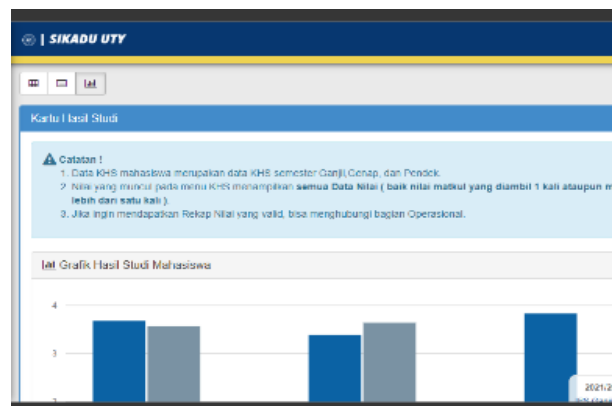 | SIKADU UTY
Kartu Hasil Studi
Catatan !
1. Data KHS mahasiswa merupakan data KHS semester Ganjil,Genap, dan Pendek.
2. Nilai yang muncul pada menu KHS menampilkan semua Data Nilai ( baik nilai matkul yang diambil 1 kali ataupun
lebih dari satu kali ).
3. Jika ingin mendapatkan Rekap Nilai yang valid, bisa menghubungi bagian Operasional.
Grafik Hasil Studi Mahasiswa
4
3
2021/2